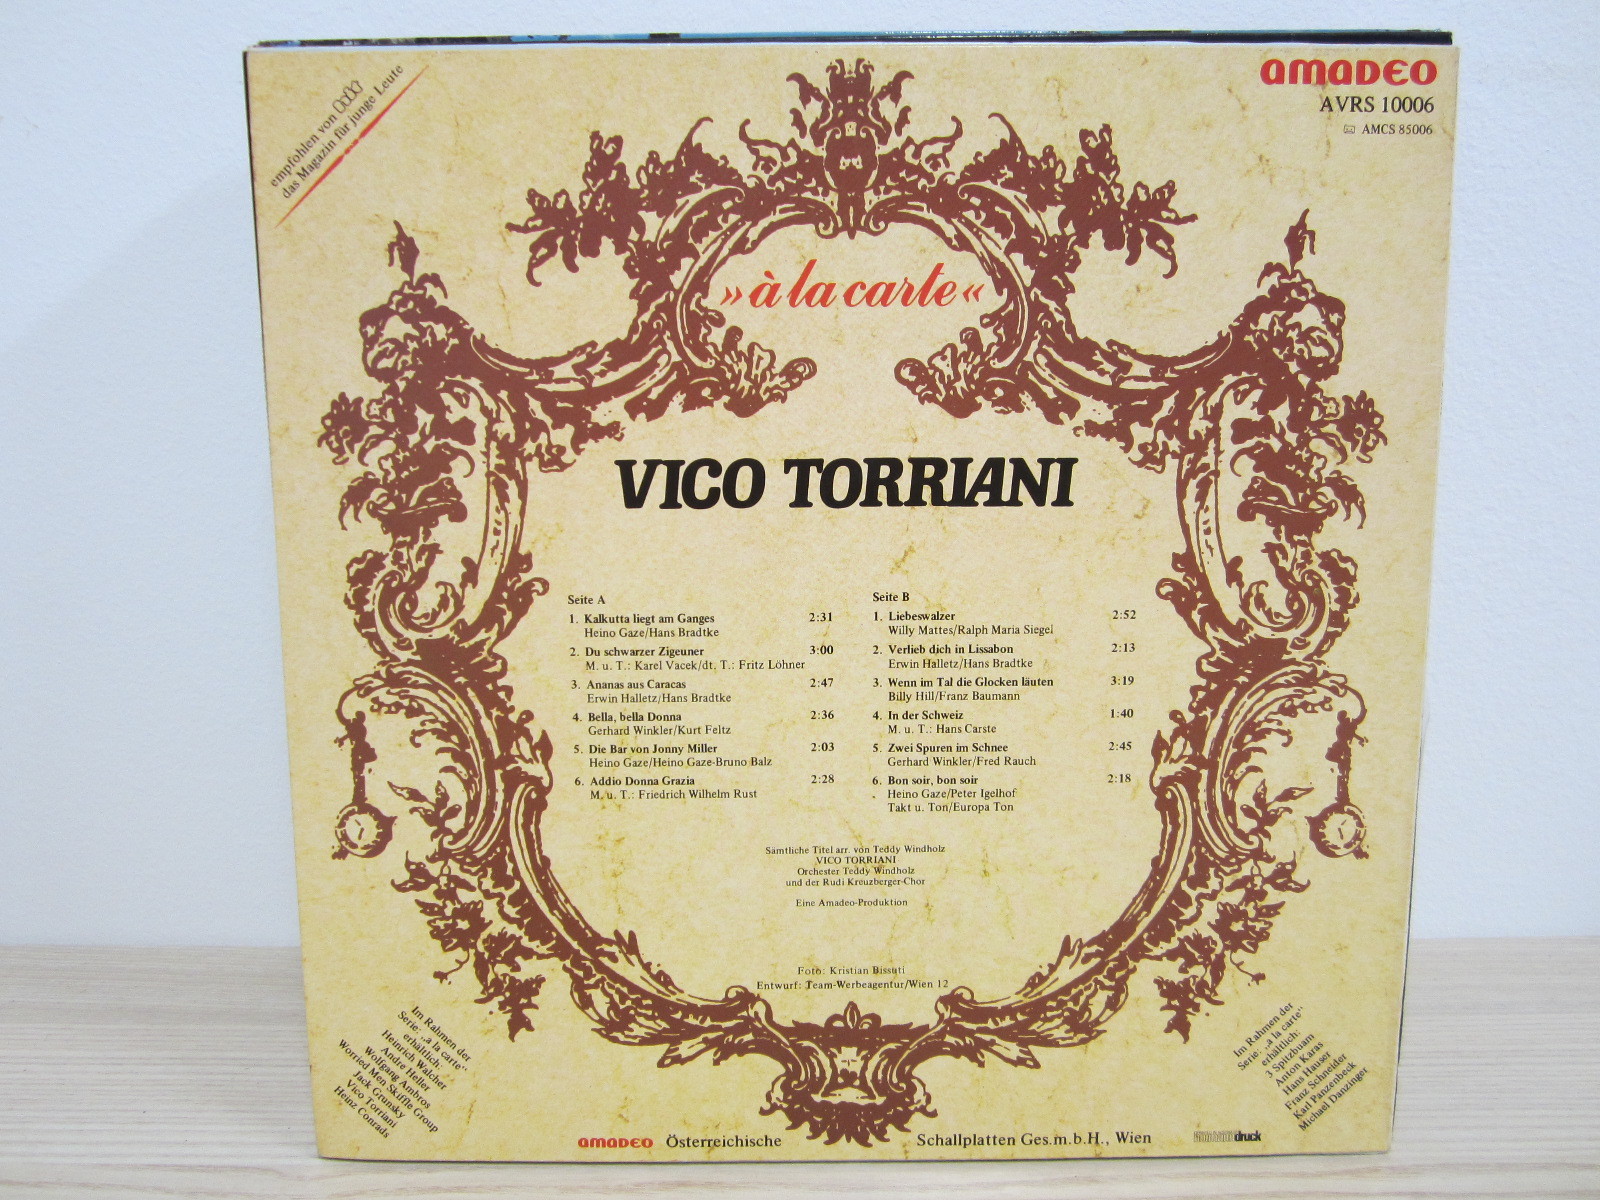 empfohlen von
das Magazin für junge Leute
AMADEO
AVRS 10006
AMCS 85006
»à la carte«
VICO TORRIANI
Seite A
1. Kalkutta liegt am Ganges 2:31
Heino Gaze/Hans Bradtke
2. Du schwarzer Zigeuner 3:00
M. u. T.: Karel Vacek/dt. T.: Fritz Löhner
3. Ananas aus Caracas 2:47
Erwin Halletz/Hans Bradtke
4. Bella, bella Donna 2:36
Gerhard Winkler/Kurt Feltz
5. Die Bar von Jonny Miller 2:03
Heino Gaze/Heino Gaze-Bruno Balz
6. Addio Donna Grazia 2:28
M. u. T.: Friedrich Wilhelm Rust
Seite B
1. Liebeswalzer 2:52
Willy Mattes/Ralph Maria Siegel
2. Verlieb dich in Lissabon 2:13
Erwin Halletz/Hans Bradtke
3. Wenn im Tal die Glocken läuten 3:19
Billy Hill/Franz Baumann
4. In der Schweiz 1:40
M. u. T.: Hans Carste
5. Zwei Spuren im Schnee 2:45
Gerhard Winkler/Fred Rauch
6. Bon soir, bon soir 2:18
Heino Gaze/Peter Igelhof
Takt u. Ton/Europa Ton
Sämtliche Titel arr. von Teddy Windholz
VICO TORRIANI
Orchester Teddy Windholz
und der Rudi Kreuzberger-Chor
Eine Amadeo-Produktion
Foto: Kristian Bissuti
Entwurf: Team-Werbeagentur/Wien 12
Im Rahmen der
Serie: „a la carte"
erhältlich:
Heinrich Walcher
Andre Heller
Wolfgang Ambros
Worried Men Skiffle Group
Jack Grunsky
Vico Torriani
Heinz Conrads
Im Rahmen der
Serie: „a la carte"
erhältlich:
3 Spitzbuam
Anton Karas
Hans Hauser
Franz Schneider
Karl Panzenbeck
Michael Danzinger
AMADEO Österreichische Schallplatten Ges.m.b.H., Wien
druck